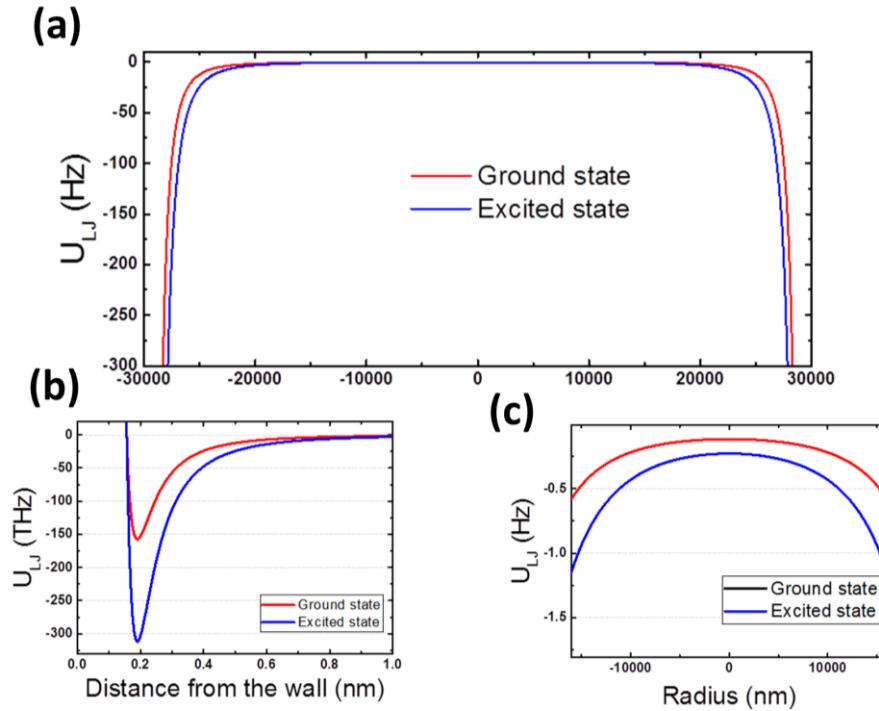 (a)
0
-50
-100
-150
-200
-250
-300
U_LJ (Hz)
Ground state
Excited state
-30000 -20000 -10000 0 10000 20000 30000
(b)
0
-50
-100
-150
-200
-250
-300
U_LJ (THz)
Ground state
Excited state
0.0 0.2 0.4 0.6 0.8 1.0
Distance from the wall (nm)
(c)
-0.5
-1.0
-1.5
U_LJ (Hz)
Ground state
Excited state
-10000 0 10000
Radius (nm)